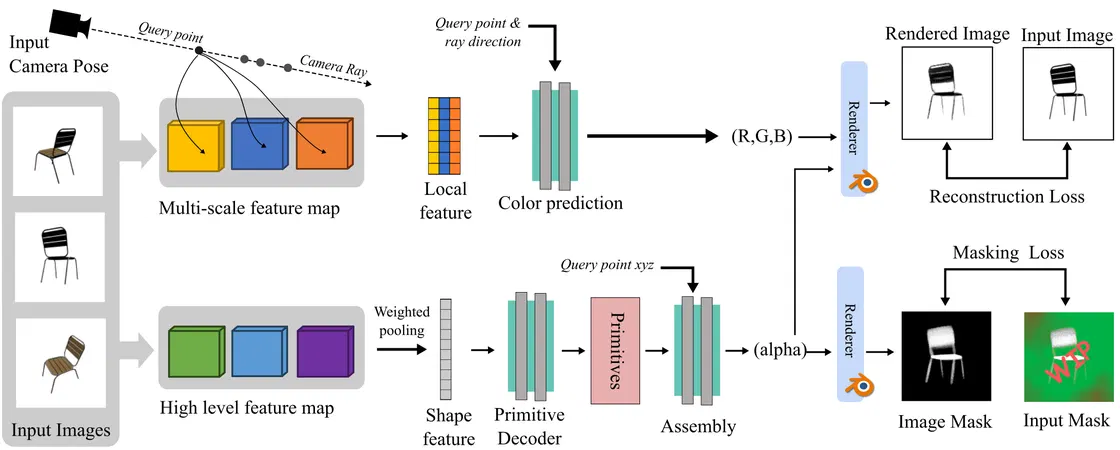 Input
Camera Pose
Query point
Camera Ray
Query point &
ray direction
Rendered Image
Input Image
Renderer
(R,G,B)
Local
feature
Color prediction
Multi-scale feature map
Reconstruction Loss
Masking Loss
Query point xyz
Weighted
pooling
Primitives
Renderer
(alpha)
WIP
High level feature map
Shape
feature
Primitive
Decoder
Assembly
Image Mask
Input Mask
Input Images